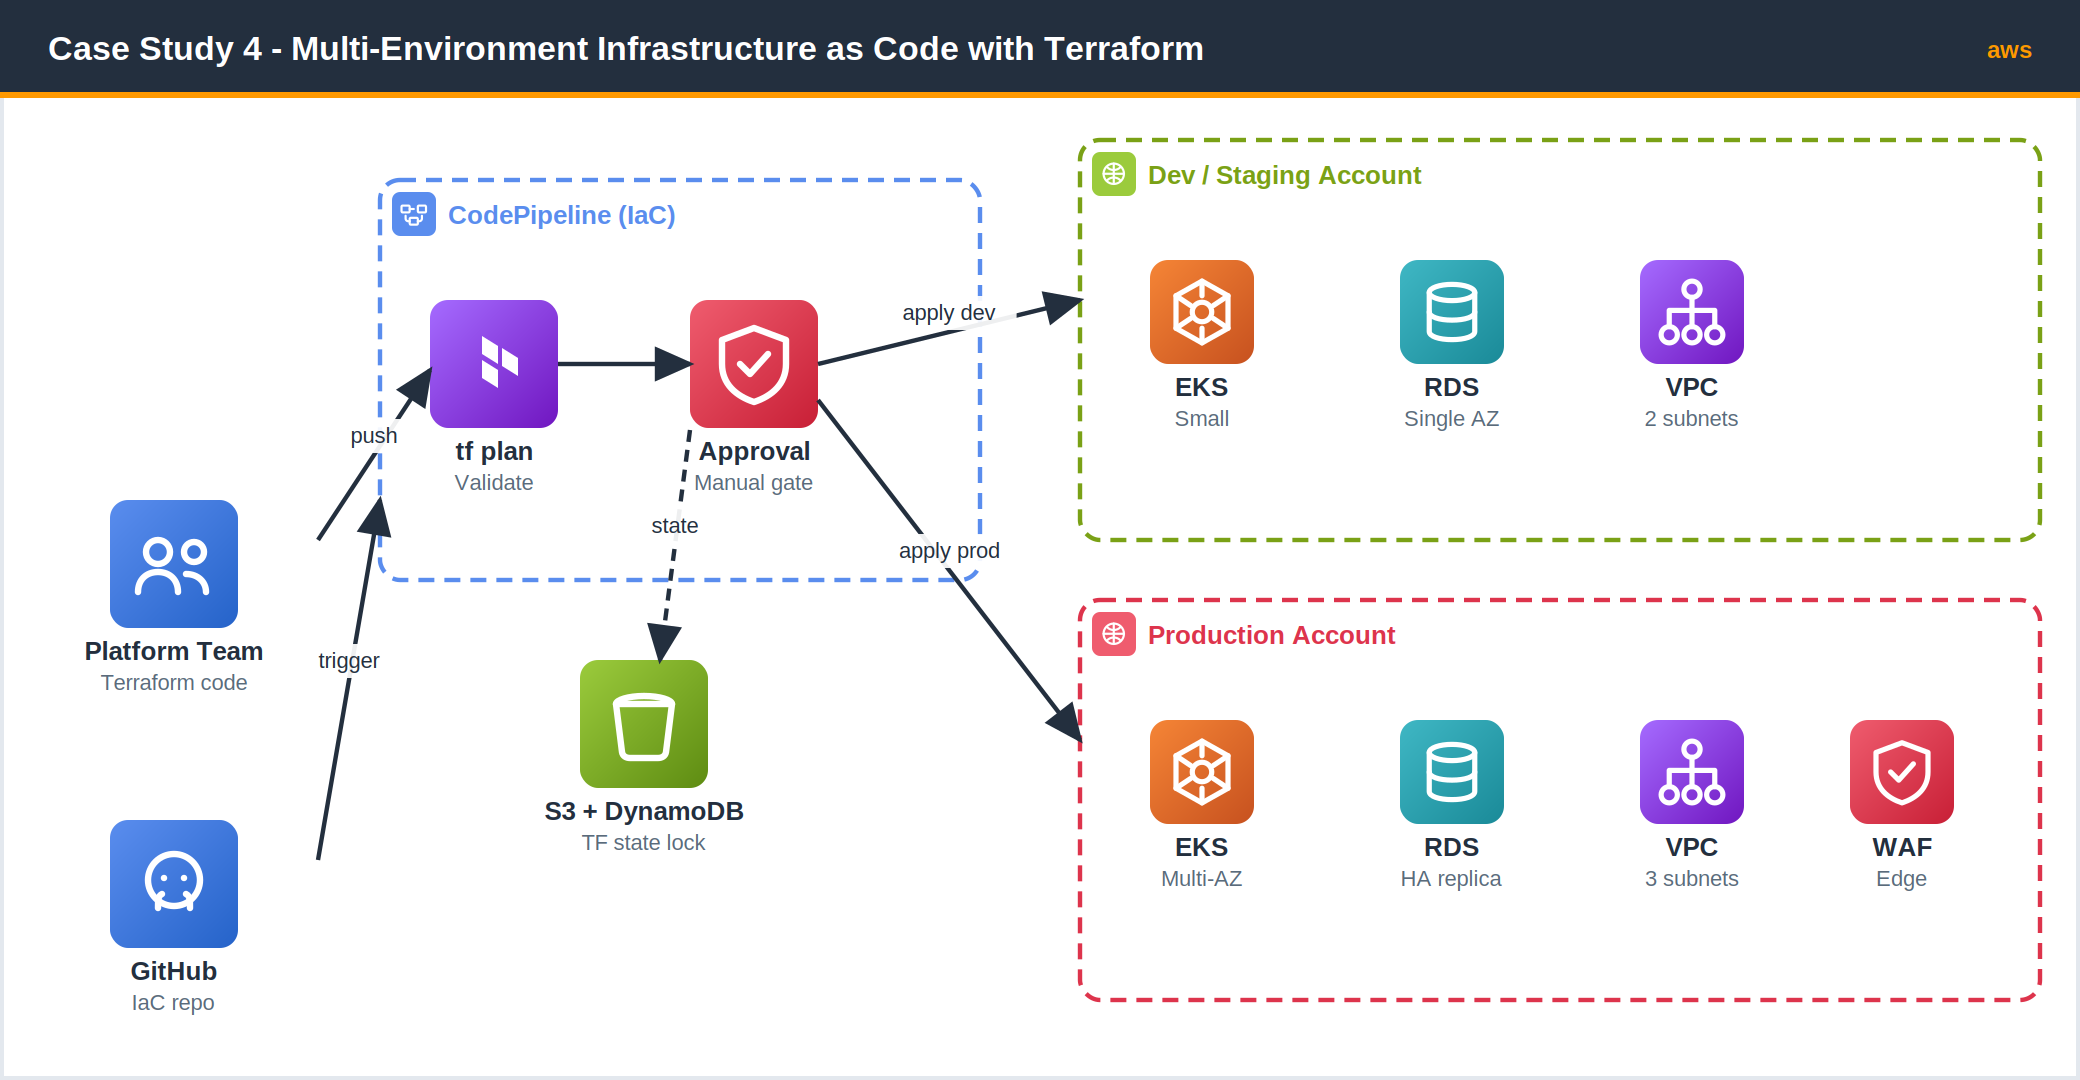 Case Study 4 - Multi-Environment Infrastructure as Code with Terraform
aws
CodePipeline (IaC)
tf plan
Validate
Approval
Manual gate
push
trigger
state
apply dev
apply prod
Platform Team
Terraform code
GitHub
IaC repo
S3 + DynamoDB
TF state lock
Dev / Staging Account
EKS
Small
RDS
Single AZ
VPC
2 subnets
Production Account
EKS
Multi-AZ
RDS
HA replica
VPC
3 subnets
WAF
Edge